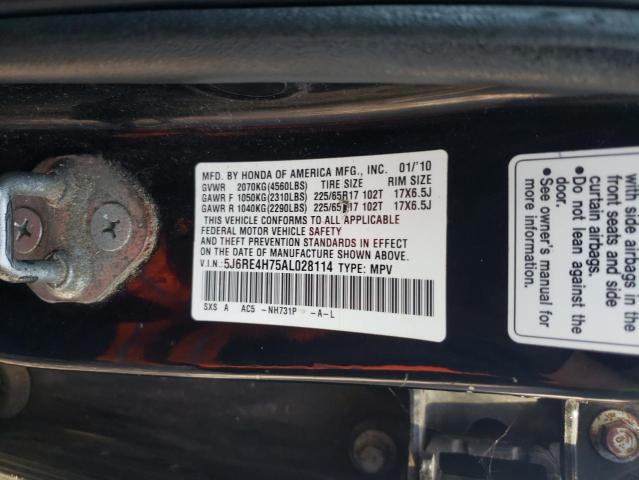 MFD. BY HONDA OF AMERICA MFG., INC. 01/'10
GVWR 2070KG(4560LBS) TIRE SIZE RIM SIZE
GAWR F 1050KG(2310LBS) 225/65R17 102T 17X6.5J
GAWR R 1040KG(2290LBS) 225/65R17 102T 17X6.5J
THIS VEHICLE CONFORMS TO ALL APPLICABLE
FEDERAL MOTOR VEHICLE SAFETY
AND THEFT PREVENTION STANDARDS IN EFFECT
ON THE DATE OF MANUFACTURE SHOWN ABOVE.
V.I.N.: 5J6RE4H75AL028114 TYPE: MPV
SXS A AC5 -NH731P -A-L
with side airbags in the
front seats and side
curtain airbags.
• Do not lean against the
door.
• See owner's manual for
more information.